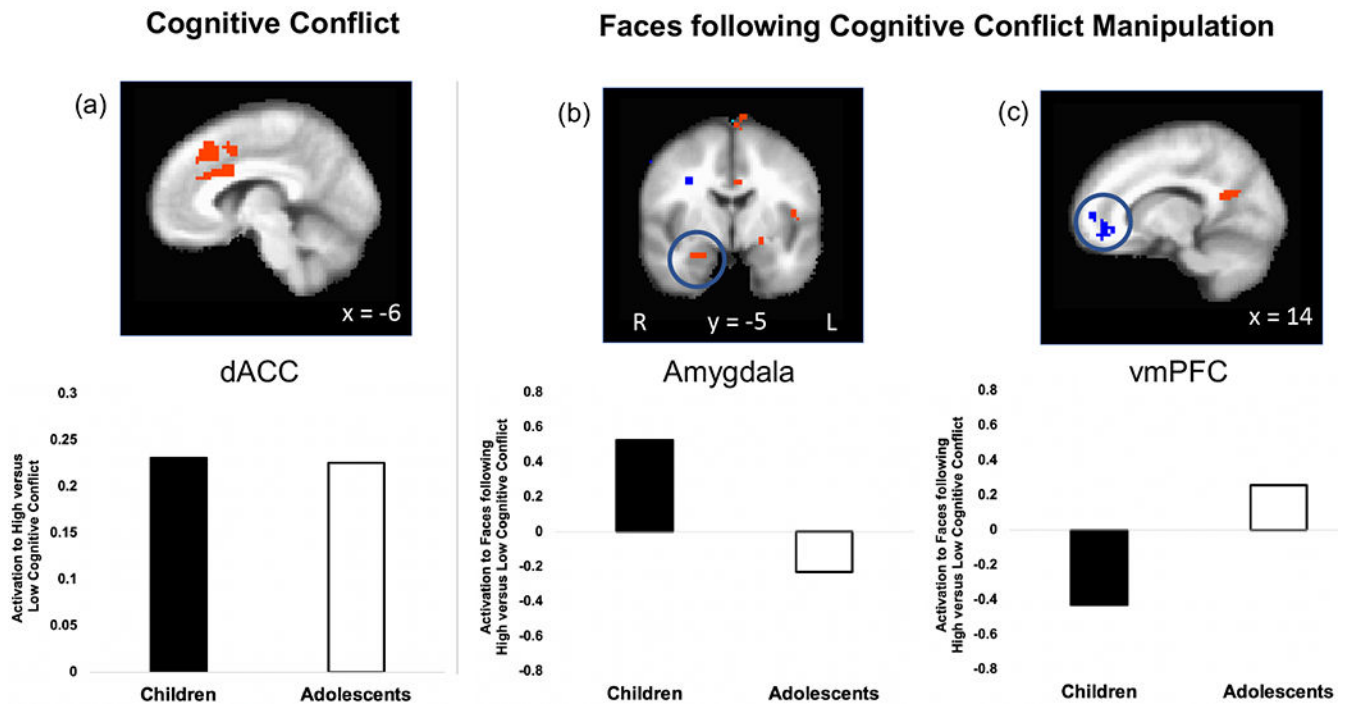 Cognitive Conflict
Faces following Cognitive Conflict Manipulation
(a)
x = -6
(b)
R
y = -5
L
(c)
x = 14
dACC
Activation to High versus
Low Cognitive Conflict
0.3
0.25
0.2
0.15
0.1
0.05
0
Children
Adolescents
Amygdala
Activation to Faces following
High versus Low Cognitive Conflict
0.8
0.6
0.4
0.2
0
-0.2
-0.4
-0.6
-0.8
Children
Adolescents
vmPFC
Activation to Faces following
High versus Low Cognitive Conflict
0.8
0.6
0.4
0.2
0
-0.2
-0.4
-0.6
-0.8
Children
Adolescents